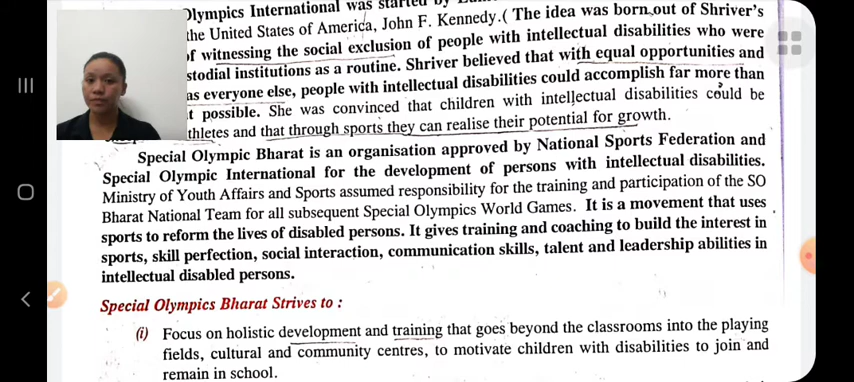 Olympics International was started by
the United States of America, John F. Kennedy.( The idea was born out of Shriver's
of witnessing the social exclusion of people with intellectual disabilities who were
stodial institutions as a routine. Shriver believed that with equal opportunities and
as everyone else, people with intellectual disabilities could accomplish far more than
t possible. She was convinced that children with intellectual disabilities could be
thletes and that through sports they can realise their potential for growth.
Special Olympic Bharat is an organisation approved by National Sports Federation and
Special Olympic International for the development of persons with intellectual disabilities.
Ministry of Youth Affairs and Sports assumed responsibility for the training and participation of the SO
Bharat National Team for all subsequent Special Olympics World Games. It is a movement that uses
sports to reform the lives of disabled persons. It gives training and coaching to build the interest in
sports, skill perfection, social interaction, communication skills, talent and leadership abilities in
intellectual disabled persons.
Special Olympics Bharat Strives to :
(i) Focus on holistic development and training that goes beyond the classrooms into the playing
fields, cultural and community centres, to motivate children with disabilities to join and
remain in school.